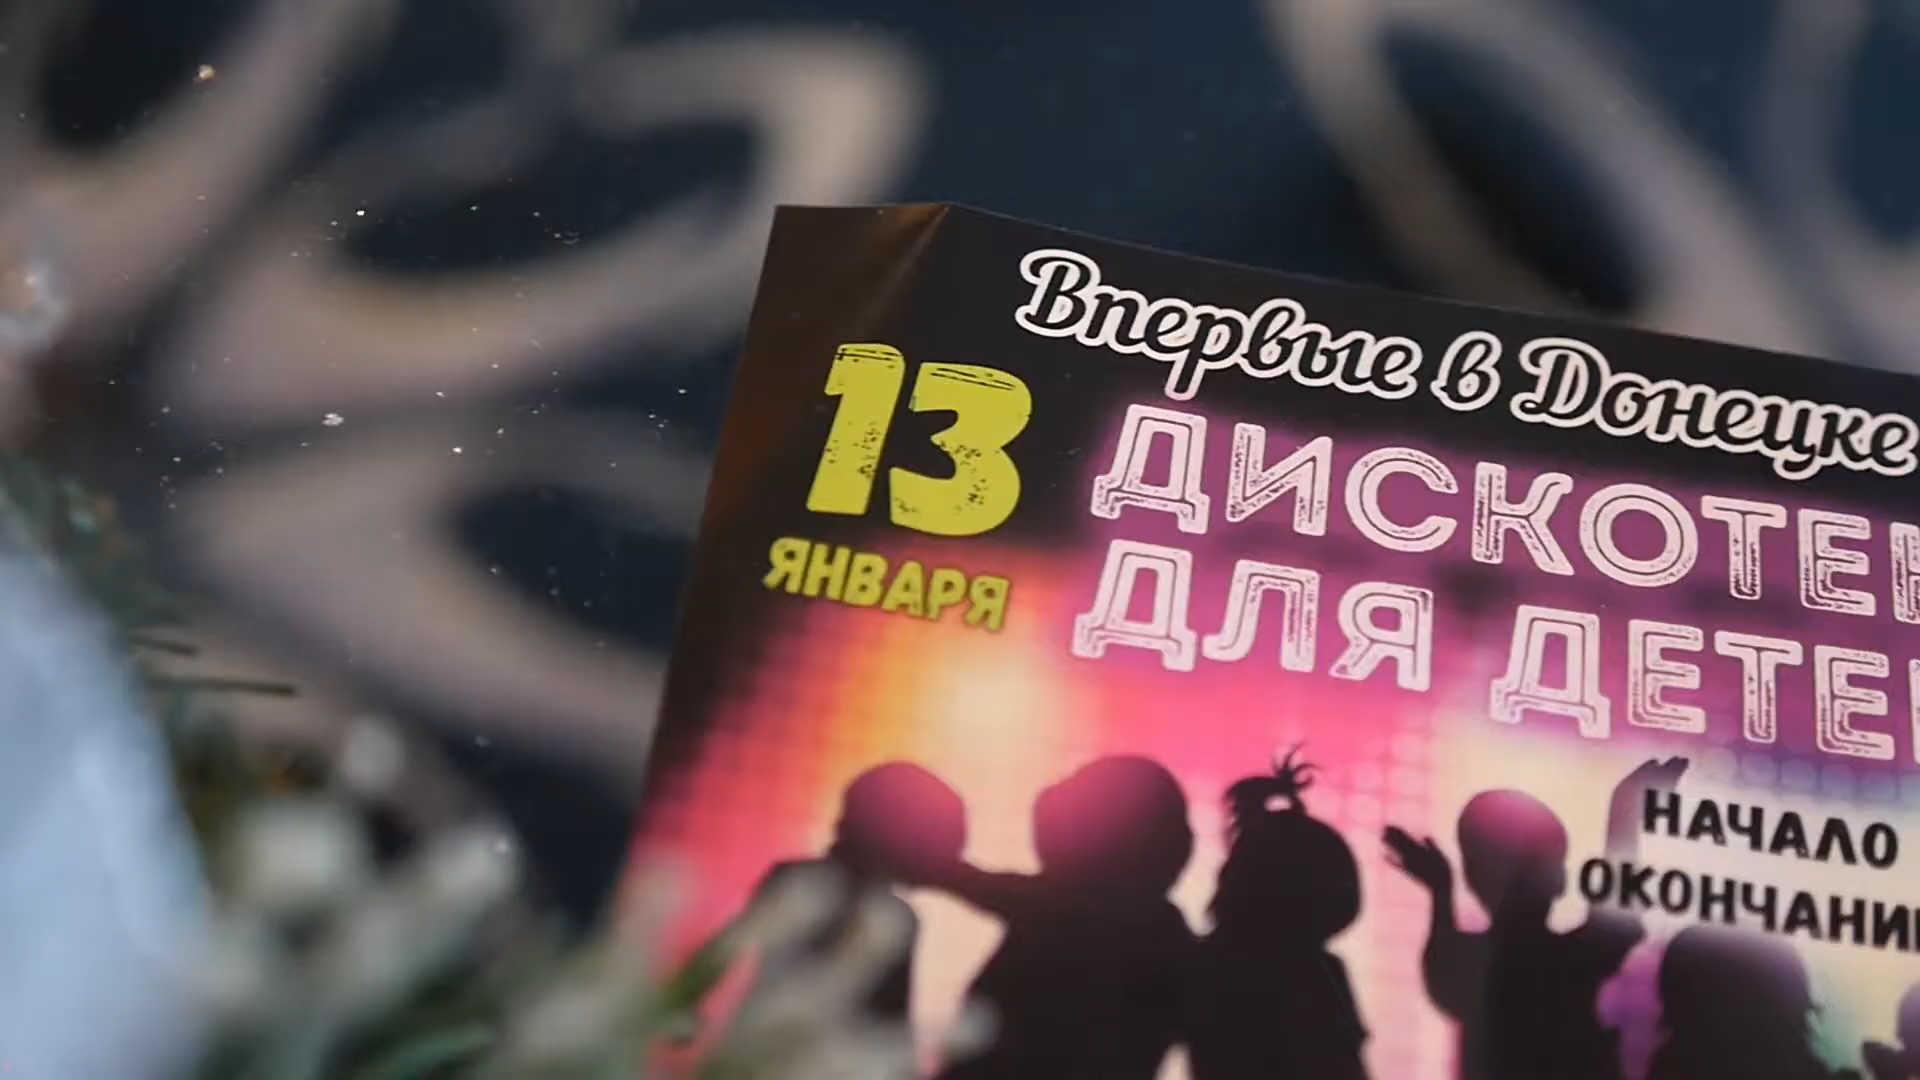 Впервые в Донецке
13
ЯНВАРЯ
ДИСКОТЕ
ДЛЯ ДЕТЕ
НАЧАЛО
ОКОНЧАНИ